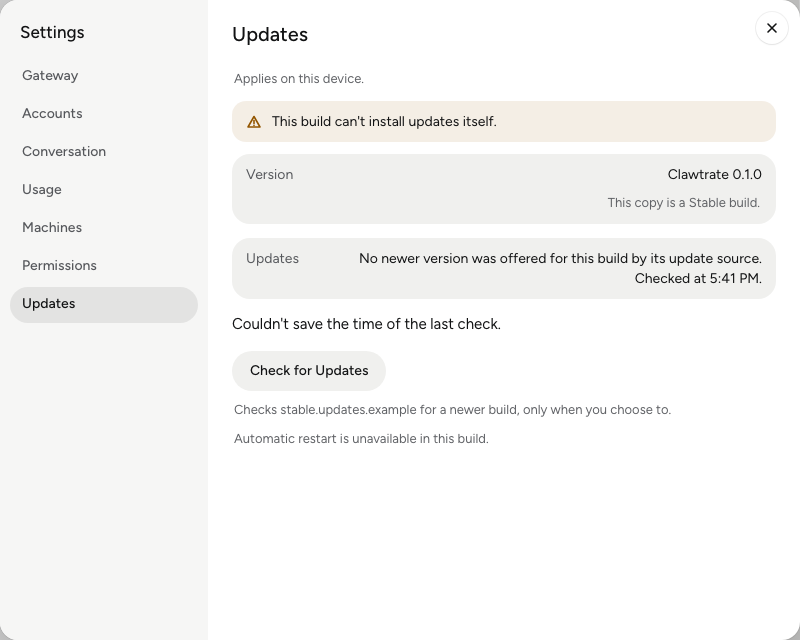 Settings
Gateway
Accounts
Conversation
Usage
Machines
Permissions
Updates
Updates
Applies on this device.
This build can't install updates itself.
Version
Clawtrate 0.1.0
This copy is a Stable build.
Updates
No newer version was offered for this build by its update source.
Checked at 5:41 PM.
Couldn't save the time of the last check.
Check for Updates
Checks stable.updates.example for a newer build, only when you choose to.
Automatic restart is unavailable in this build.